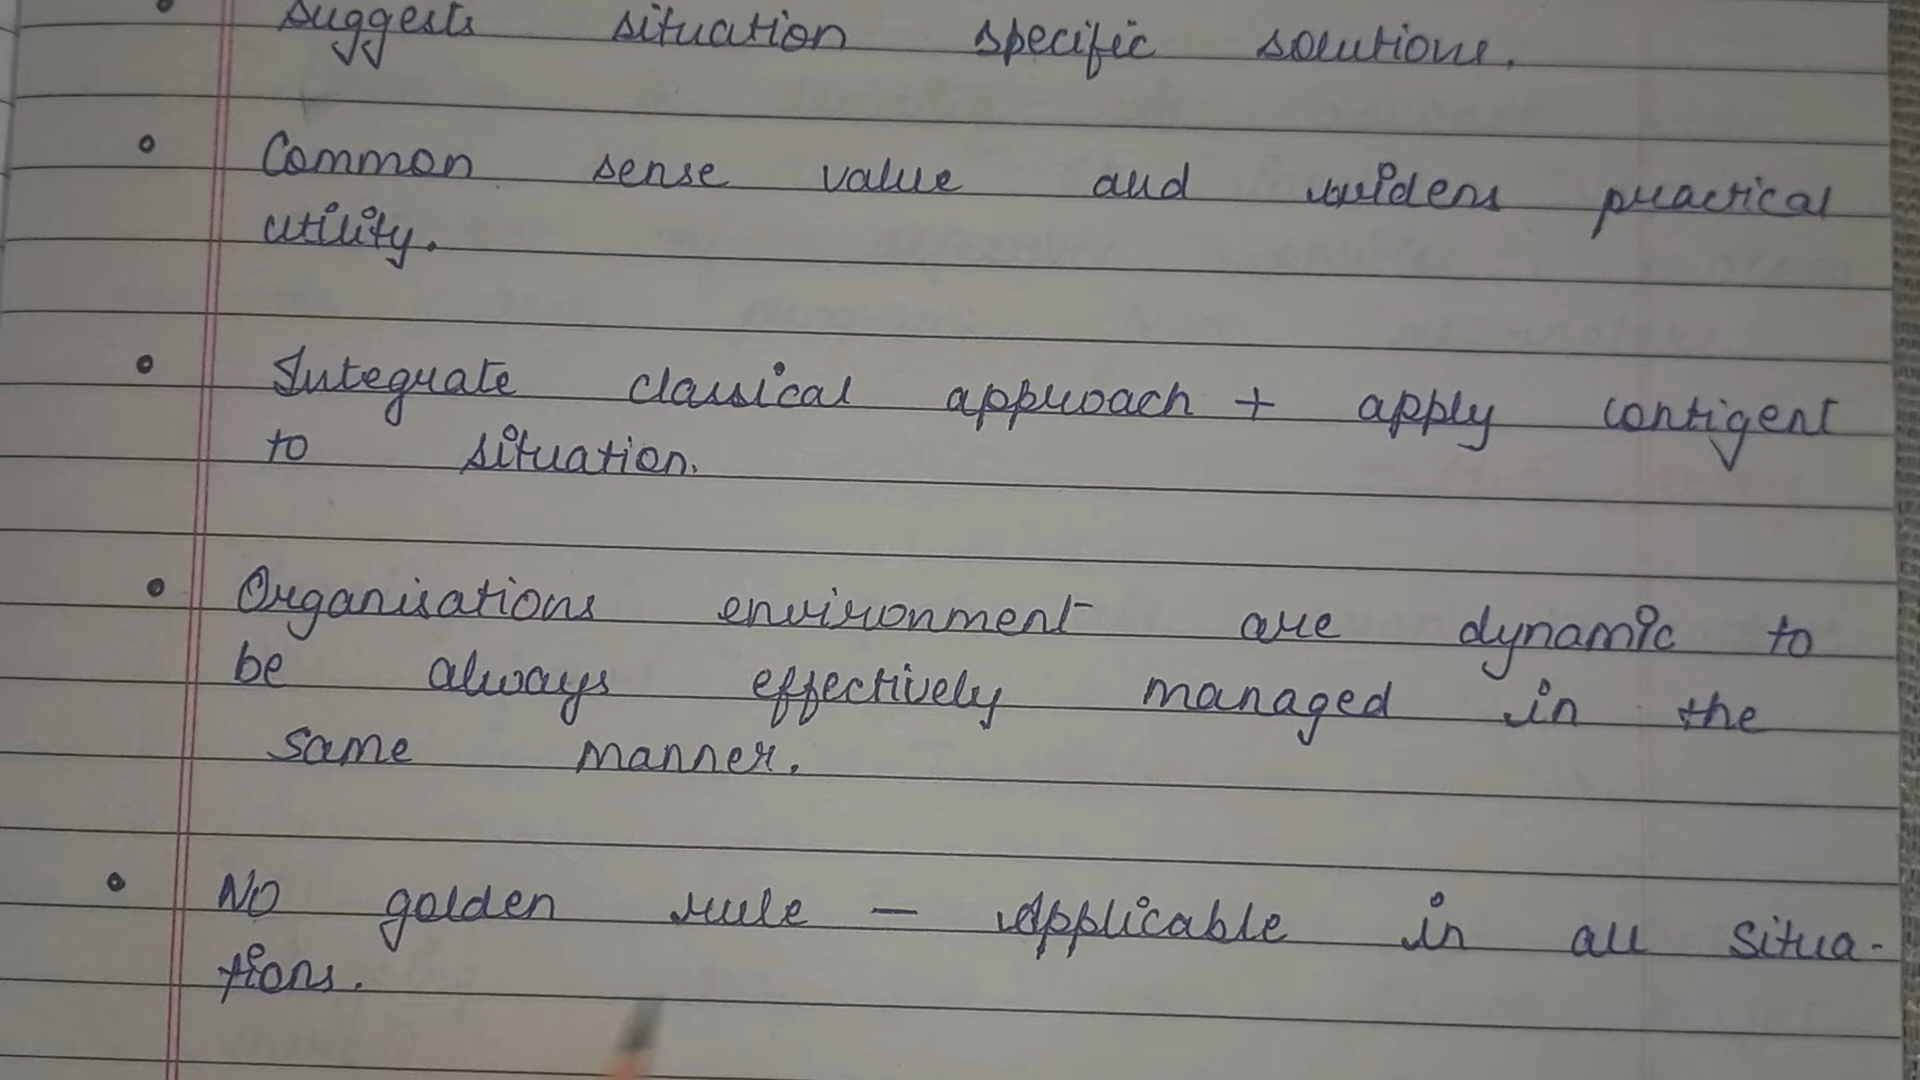 • Suggests situation specific solutions.
• Common sense value and widens practical
utility.
• Integrate classical approach + apply contigent
to situation.
• Organisations environment are dynamic to
be always effectively managed in the
same manner.
• No golden rule — applicable in all situa-
tions.